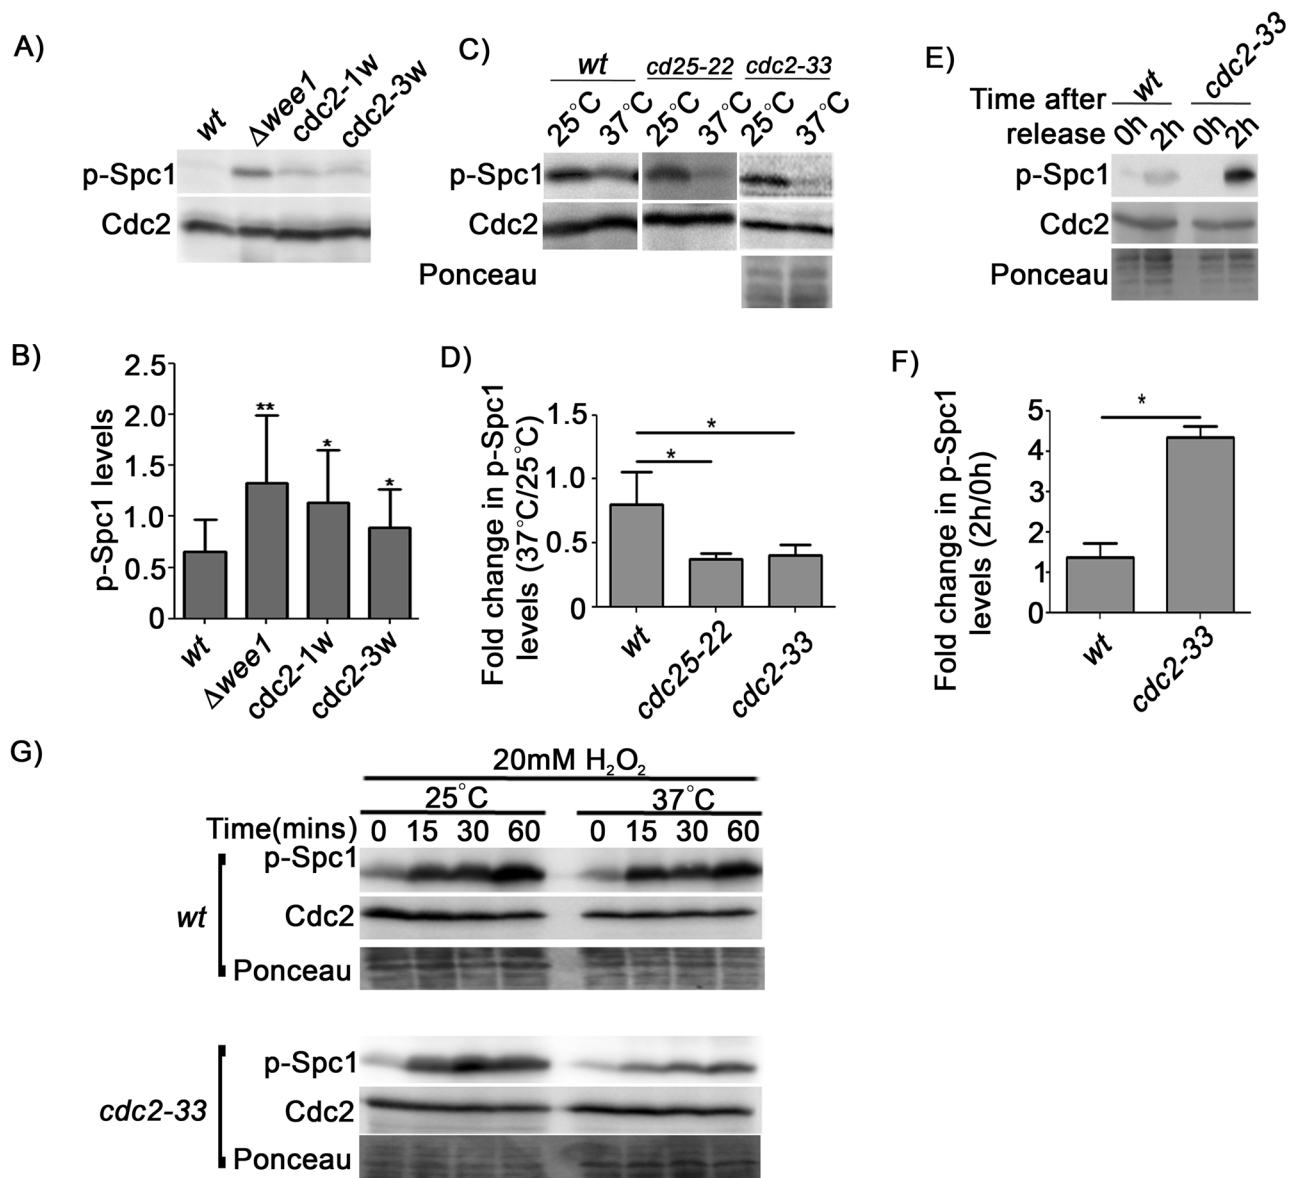 A)
wt Δwee1 cdc2-1w cdc2-3w
p-Spc1
Cdc2
B)
p-Spc1 levels
2.5
2.0
1.5
1.0
0.5
0
** * *
wt Δwee1 cdc2-1w cdc2-3w
C)
wt cd25-22 cdc2-33
25°C 37°C 25°C 37°C 25°C 37°C
p-Spc1
Cdc2
Ponceau
D)
Fold change in p-Spc1
levels (37°C/25°C)
1.5
1.0
0.5
0
*
*
wt cdc25-22 cdc2-33
E)
wt cdc2-33
Time after
release 0h 2h 0h 2h
p-Spc1
Cdc2
Ponceau
F)
Fold change in p-Spc1
levels (2h/0h)
5
4
3
2
1
0
*
wt cdc2-33
G)
20mM H₂O₂
25°C 37°C
Time(mins) 0 15 30 60 0 15 30 60
p-Spc1
wt Cdc2
Ponceau
p-Spc1
cdc2-33 Cdc2
Ponceau